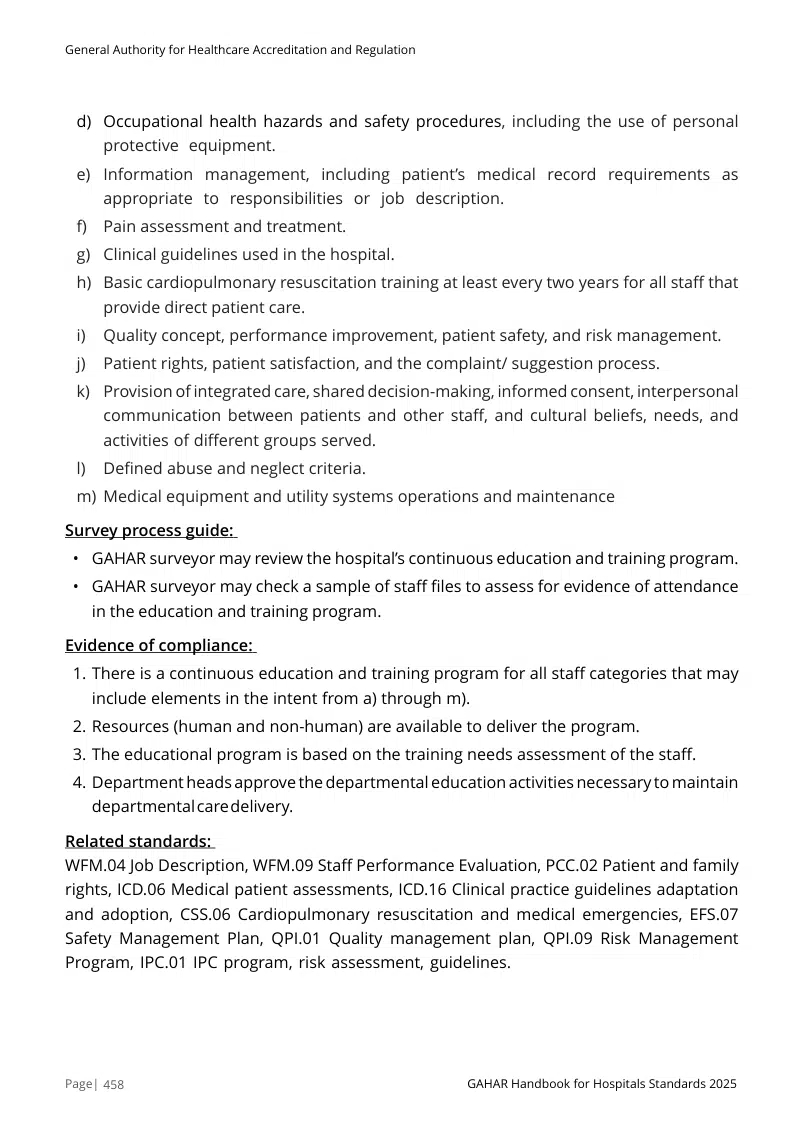 General Authority for Healthcare Accreditation and Regulation
d) Occupational health hazards and safety procedures, including the use of personal
protective equipment.
e) Information management, including patient’s medical record requirements as
appropriate to responsibilities or job description.
f) Pain assessment and treatment.
g) Clinical guidelines used in the hospital.
h) Basic cardiopulmonary resuscitation training at least every two years for all staff that
provide direct patient care.
i) Quality concept, performance improvement, patient safety, and risk management.
j) Patient rights, patient satisfaction, and the complaint/ suggestion process.
k) Provision of integrated care, shared decision-making, informed consent, interpersonal
communication between patients and other staff, and cultural beliefs, needs, and
activities of different groups served.
l) Defined abuse and neglect criteria.
m) Medical equipment and utility systems operations and maintenance
Survey process guide:
• GAHAR surveyor may review the hospital’s continuous education and training program.
• GAHAR surveyor may check a sample of staff files to assess for evidence of attendance
in the education and training program.
Evidence of compliance:
1. There is a continuous education and training program for all staff categories that may
include elements in the intent from a) through m).
2. Resources (human and non-human) are available to deliver the program.
3. The educational program is based on the training needs assessment of the staff.
4. Department heads approve the departmental education activities necessary to maintain
departmental care delivery.
Related standards:
WFM.04 Job Description, WFM.09 Staff Performance Evaluation, PCC.02 Patient and family
rights, ICD.06 Medical patient assessments, ICD.16 Clinical practice guidelines adaptation
and adoption, CSS.06 Cardiopulmonary resuscitation and medical emergencies, EFS.07
Safety Management Plan, QPI.01 Quality management plan, QPI.09 Risk Management
Program, IPC.01 IPC program, risk assessment, guidelines.
Page| 458
GAHAR Handbook for Hospitals Standards 2025